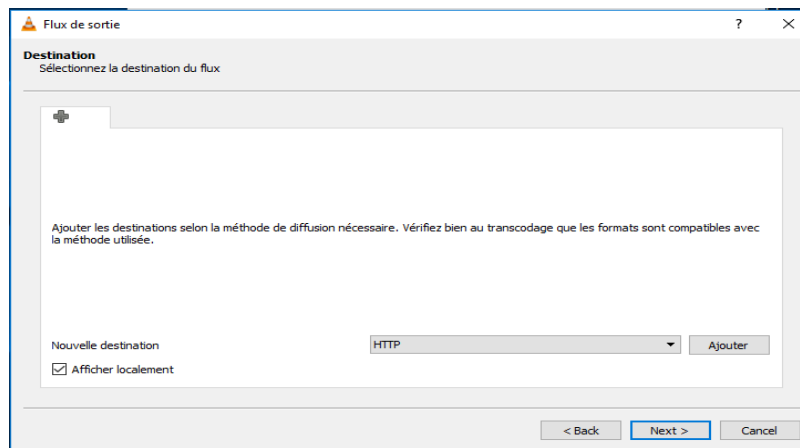 Flux de sortie
?
Destination
Sélectionnez la destination du flux
Ajouter les destinations selon la méthode de diffusion nécessaire. Vérifiez bien au transcodage que les formats sont compatibles avec
la méthode utilisée.
Nouvelle destination HTTP Ajouter
Afficher localement
< Back Next > Cancel